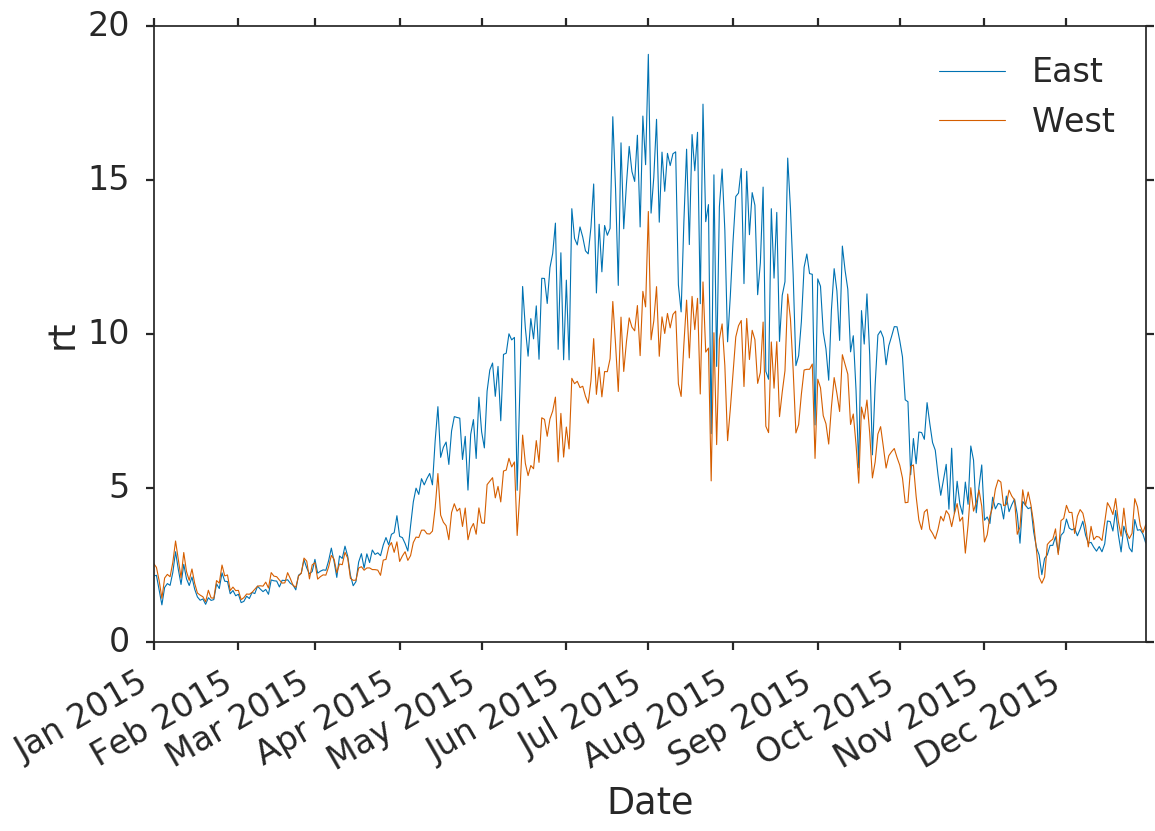 20
15
10
5
0
rt
East
West
Jan 2015
Feb 2015
Mar 2015
Apr 2015
May 2015
Jun 2015
Jul 2015
Aug 2015
Sep 2015
Oct 2015
Nov 2015
Dec 2015
Date